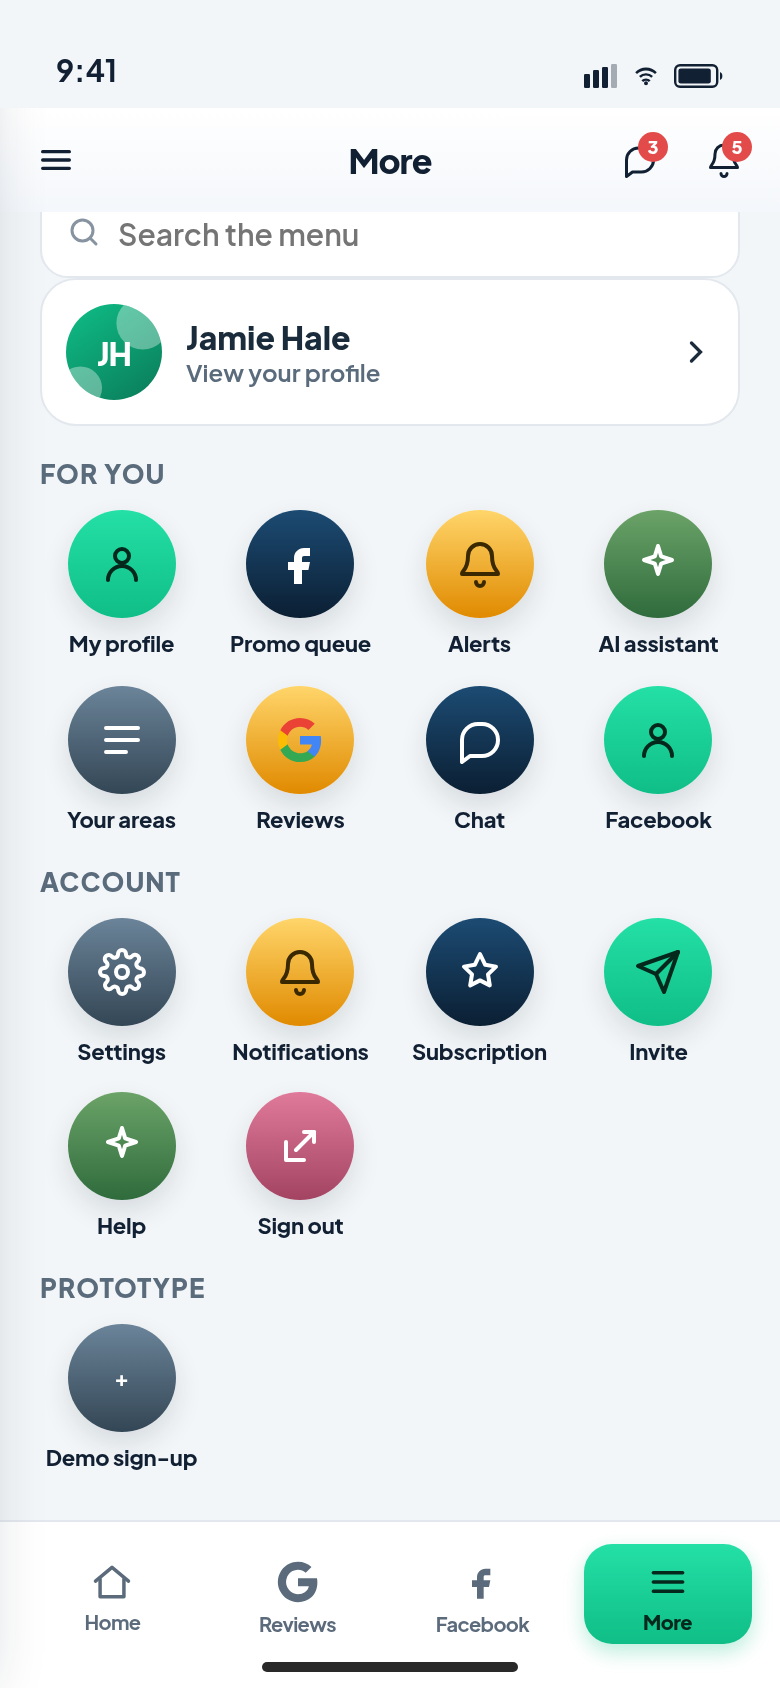 9:41
More
3
5
Search the menu
JH
Jamie Hale
View your profile
FOR YOU
My profile
Promo queue
Alerts
AI assistant
Your areas
Reviews
Chat
Facebook
ACCOUNT
Settings
Notifications
Subscription
Invite
Help
Sign out
PROTOTYPE
+
Demo sign-up
Home
Reviews
Facebook
More